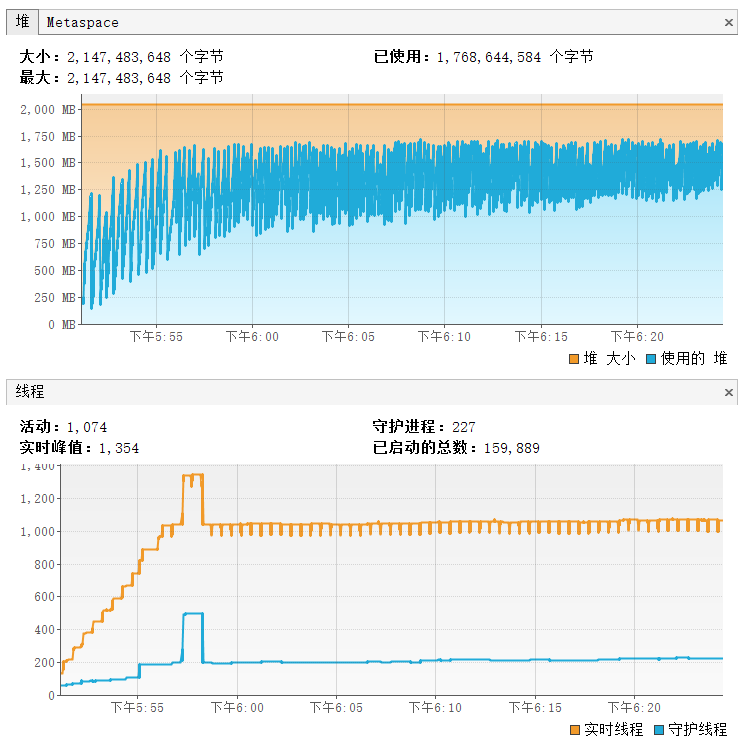 堆 Metaspace ×
大小：2,147,483,648 个字节 已使用：1,768,644,584 个字节
最大：2,147,483,648 个字节
2,000 MB
1,750 MB
1,500 MB
1,250 MB
1,000 MB
750 MB
500 MB
250 MB
0 MB
下午5:55 下午6:00 下午6:05 下午6:10 下午6:15 下午6:20
堆 大小 使用的 堆
线程 ×
活动：1,074 守护进程：227
实时峰值：1,354 已启动的总数：159,889
1,400
1,200
1,000
800
600
400
200
0
下午5:55 下午6:00 下午6:05 下午6:10 下午6:15 下午6:20
实时线程 守护线程